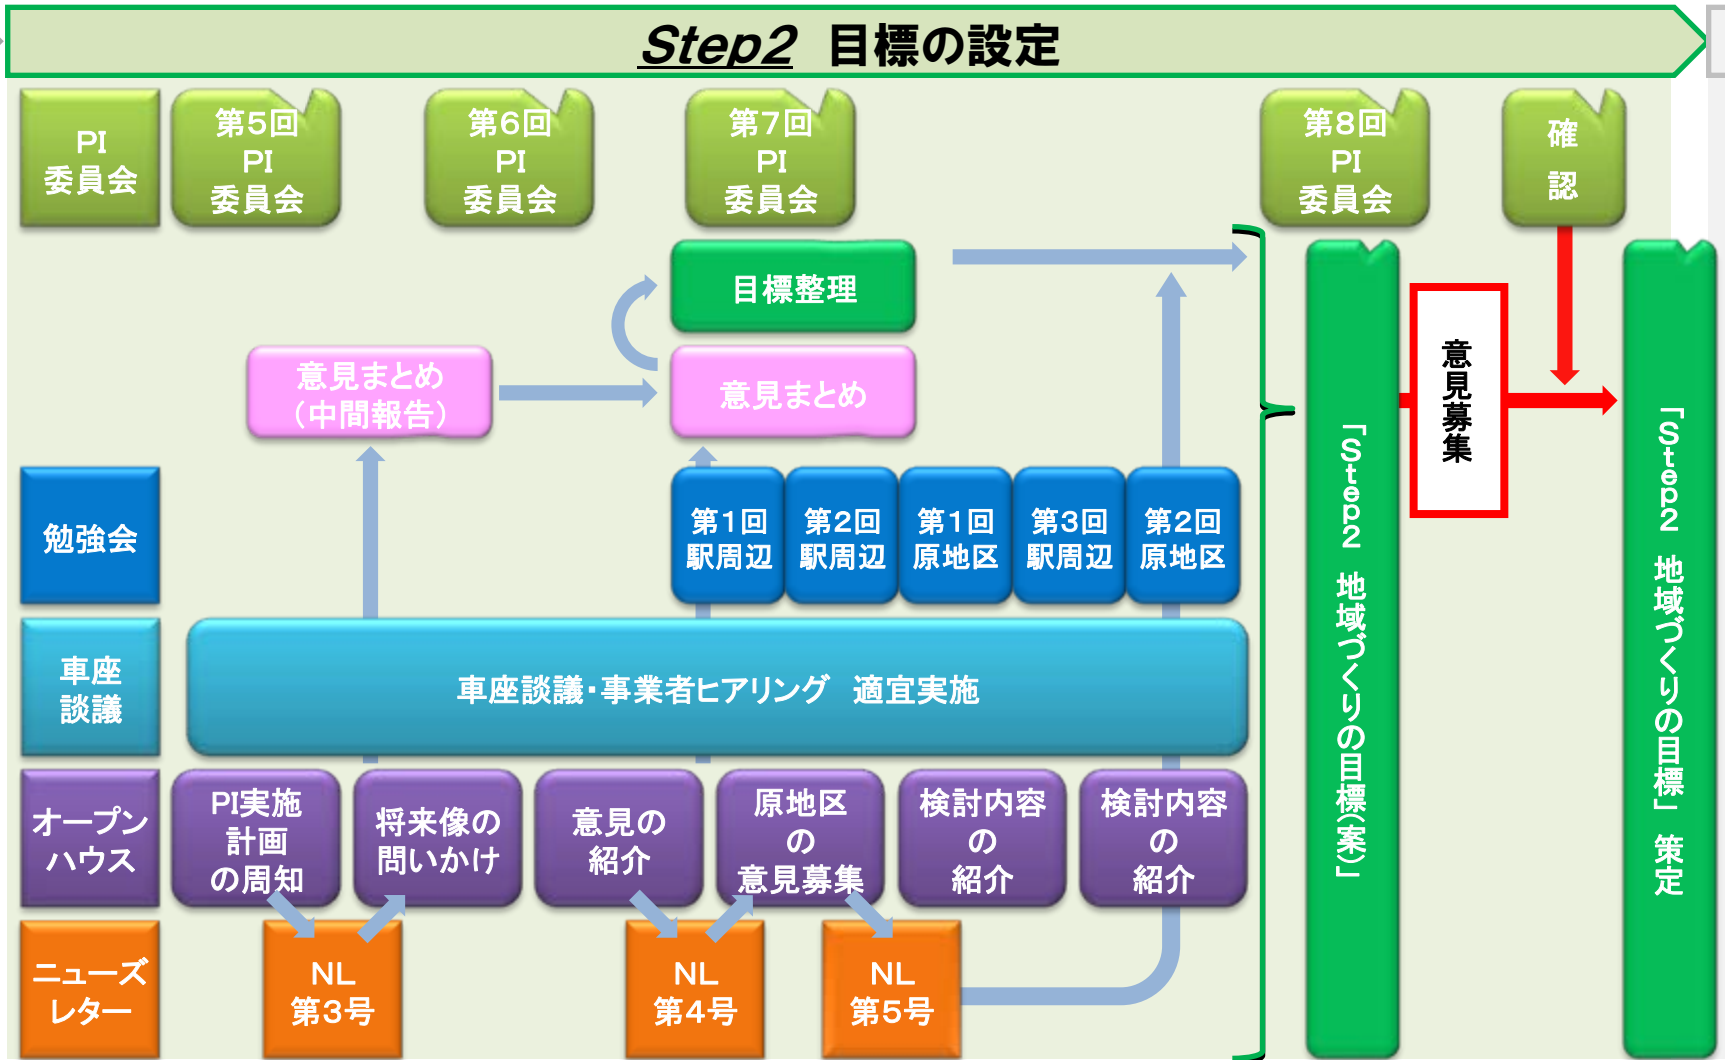 Step2 目標の設定
PI
委員会
第5回
PI
委員会
第6回
PI
委員会
第7回
PI
委員会
第8回
PI
委員会
確
認
目標整理
意見まとめ
（中間報告）
意見まとめ
意見募集
「Step2 地域づくりの目標（案）」
「Step2 地域づくりの目標」 策定
勉強会
第1回
駅周辺
第2回
駅周辺
第1回
原地区
第3回
駅周辺
第2回
原地区
車座
談議
車座談議・事業者ヒアリング 適宜実施
オープン
ハウス
PI実施
計画
の周知
将来像の
問いかけ
意見の
紹介
原地区
の
意見募集
検討内容
の
紹介
検討内容
の
紹介
ニューズ
レター
NL
第3号
NL
第4号
NL
第5号